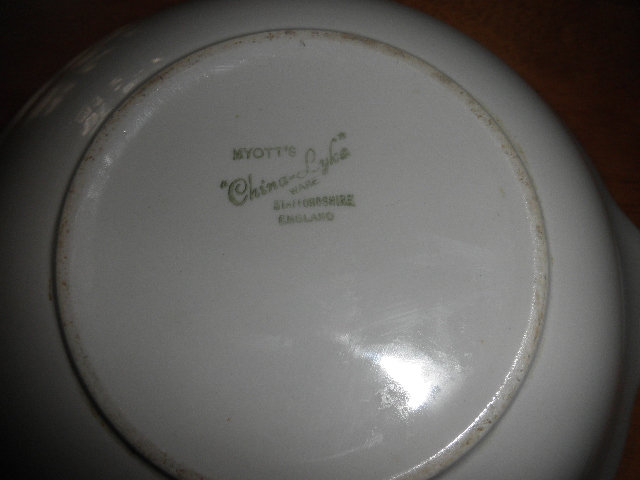 MYOTT'S
"China-Lyke"
WARE
STAFFORDSHIRE
ENGLAND